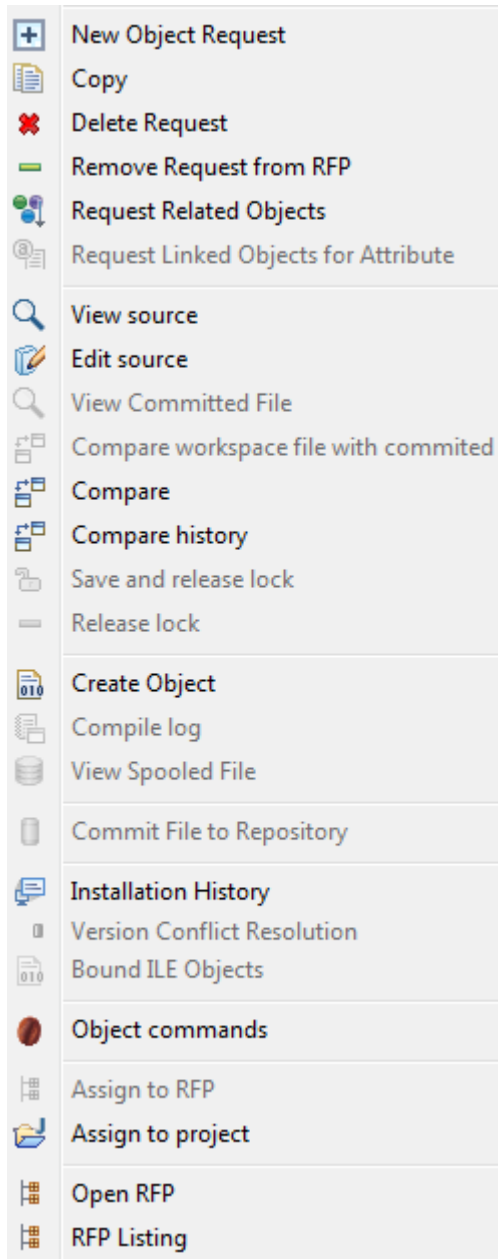 New Object Request
Copy
Delete Request
Remove Request from RFP
Request Related Objects
Request Linked Objects for Attribute
View source
Edit source
View Committed File
Compare workspace file with commited
Compare
Compare history
Save and release lock
Release lock
Create Object
Compile log
View Spooled File
Commit File to Repository
Installation History
Version Conflict Resolution
Bound ILE Objects
Object commands
Assign to RFP
Assign to project
Open RFP
RFP Listing